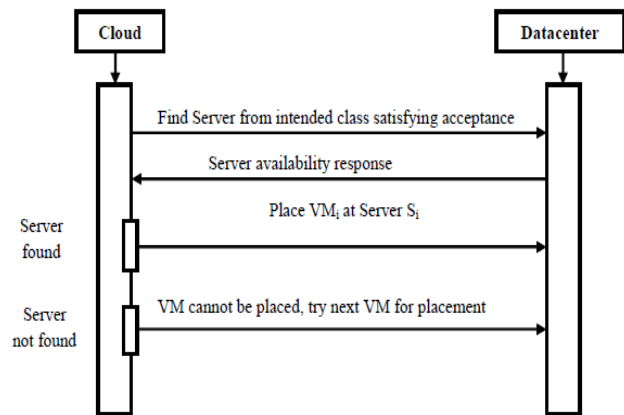 Cloud
Datacenter
Find Server from intended class satisfying acceptance
Server availability response
Place VMi at Server Si
Server
found
VM cannot be placed, try next VM for placement
Server
not found